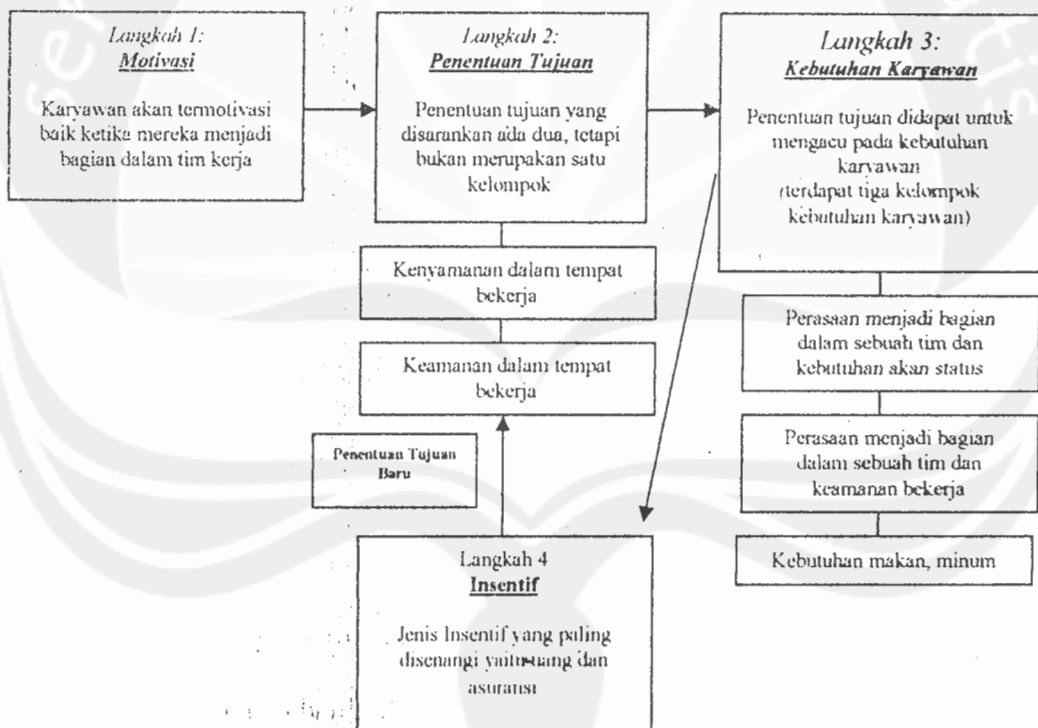 Langkah 1:
Motivasi
Karyawan akan termotivasi
baik ketika mereka menjadi
bagian dalam tim kerja
Langkah 2:
Penentuan Tujuan
Penentuan tujuan yang
disarankan ada dua, tetapi
bukan merupakan satu
kelompok
Kenyamanan dalam tempat
bekerja
Keamanan dalam tempat
bekerja
Langkah 3:
Kebutuhan Karyawan
Penentuan tujuan didapat untuk
mengacu pada kebutuhan
karyawan
(terdapat tiga kelompok
kebutuhan karyawan)
Perasaan menjadi bagian
dalam sebuah tim dan
kebutuhan akan status
Perasaan menjadi bagian
dalam sebuah tim dan
keamanan bekerja
Kebutuhan makan, minum
Penentuan Tujuan
Baru
Langkah 4
Insentif
Jenis Insentif yang paling
disenangi yaitu uang dan
asuransi